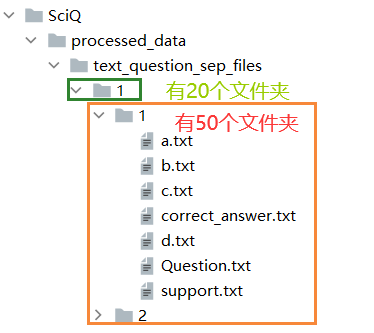 SciQ
processed_data
text_question_sep_files
1 有20个文件夹
1 有50个文件夹
a.txt
b.txt
c.txt
correct_answer.txt
d.txt
Question.txt
support.txt
2